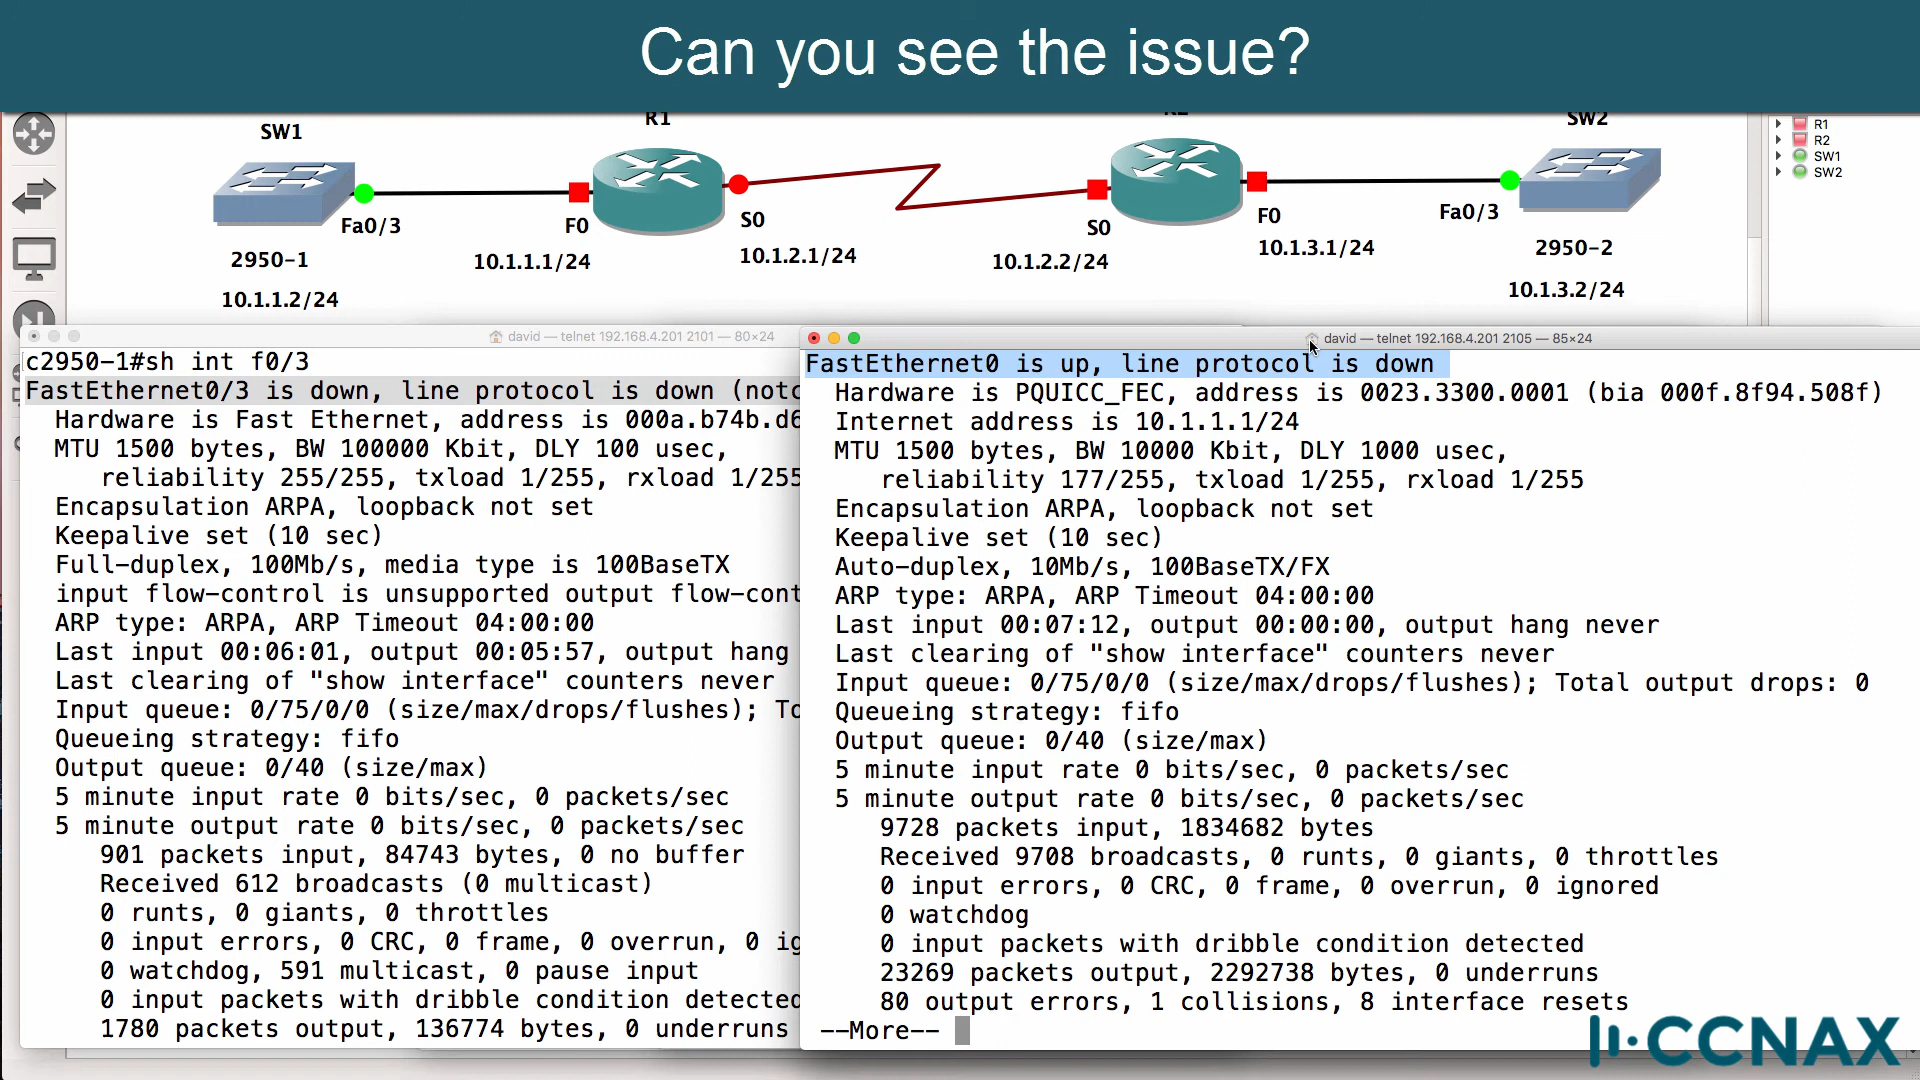 Can you see the issue?
SW1
R1
SW2
Fa0/3
F0
S0
S0
F0
Fa0/3
2950-1
10.1.1.1/24
10.1.2.1/24
10.1.2.2/24
10.1.3.1/24
2950-2
10.1.1.2/24
10.1.3.2/24
R1
R2
SW1
SW2
david — telnet 192.168.4.201 2101 — 80×24
c2950-1#sh int f0/3
FastEthernet0/3 is down, line protocol is down (notc
Hardware is Fast Ethernet, address is 000a.b74b.d6
MTU 1500 bytes, BW 100000 Kbit, DLY 100 usec,
reliability 255/255, txload 1/255, rxload 1/255
Encapsulation ARPA, loopback not set
Keepalive set (10 sec)
Full-duplex, 100Mb/s, media type is 100BaseTX
input flow-control is unsupported output flow-cont
ARP type: ARPA, ARP Timeout 04:00:00
Last input 00:06:01, output 00:05:57, output hang
Last clearing of "show interface" counters never
Input queue: 0/75/0/0 (size/max/drops/flushes); To
Queueing strategy: fifo
Output queue: 0/40 (size/max)
5 minute input rate 0 bits/sec, 0 packets/sec
5 minute output rate 0 bits/sec, 0 packets/sec
901 packets input, 84743 bytes, 0 no buffer
Received 612 broadcasts (0 multicast)
0 runts, 0 giants, 0 throttles
0 input errors, 0 CRC, 0 frame, 0 overrun, 0 ig
0 watchdog, 591 multicast, 0 pause input
0 input packets with dribble condition detected
1780 packets output, 136774 bytes, 0 underruns
david — telnet 192.168.4.201 2105 — 85×24
FastEthernet0 is up, line protocol is down
Hardware is PQUICC_FEC, address is 0023.3300.0001 (bia 000f.8f94.508f)
Internet address is 10.1.1.1/24
MTU 1500 bytes, BW 10000 Kbit, DLY 1000 usec,
reliability 177/255, txload 1/255, rxload 1/255
Encapsulation ARPA, loopback not set
Keepalive set (10 sec)
Auto-duplex, 10Mb/s, 100BaseTX/FX
ARP type: ARPA, ARP Timeout 04:00:00
Last input 00:07:12, output 00:00:00, output hang never
Last clearing of "show interface" counters never
Input queue: 0/75/0/0 (size/max/drops/flushes); Total output drops: 0
Queueing strategy: fifo
Output queue: 0/40 (size/max)
5 minute input rate 0 bits/sec, 0 packets/sec
5 minute output rate 0 bits/sec, 0 packets/sec
9728 packets input, 1834682 bytes
Received 9708 broadcasts, 0 runts, 0 giants, 0 throttles
0 input errors, 0 CRC, 0 frame, 0 overrun, 0 ignored
0 watchdog
0 input packets with dribble condition detected
23269 packets output, 2292738 bytes, 0 underruns
80 output errors, 1 collisions, 8 interface resets
--More--
CCNAX